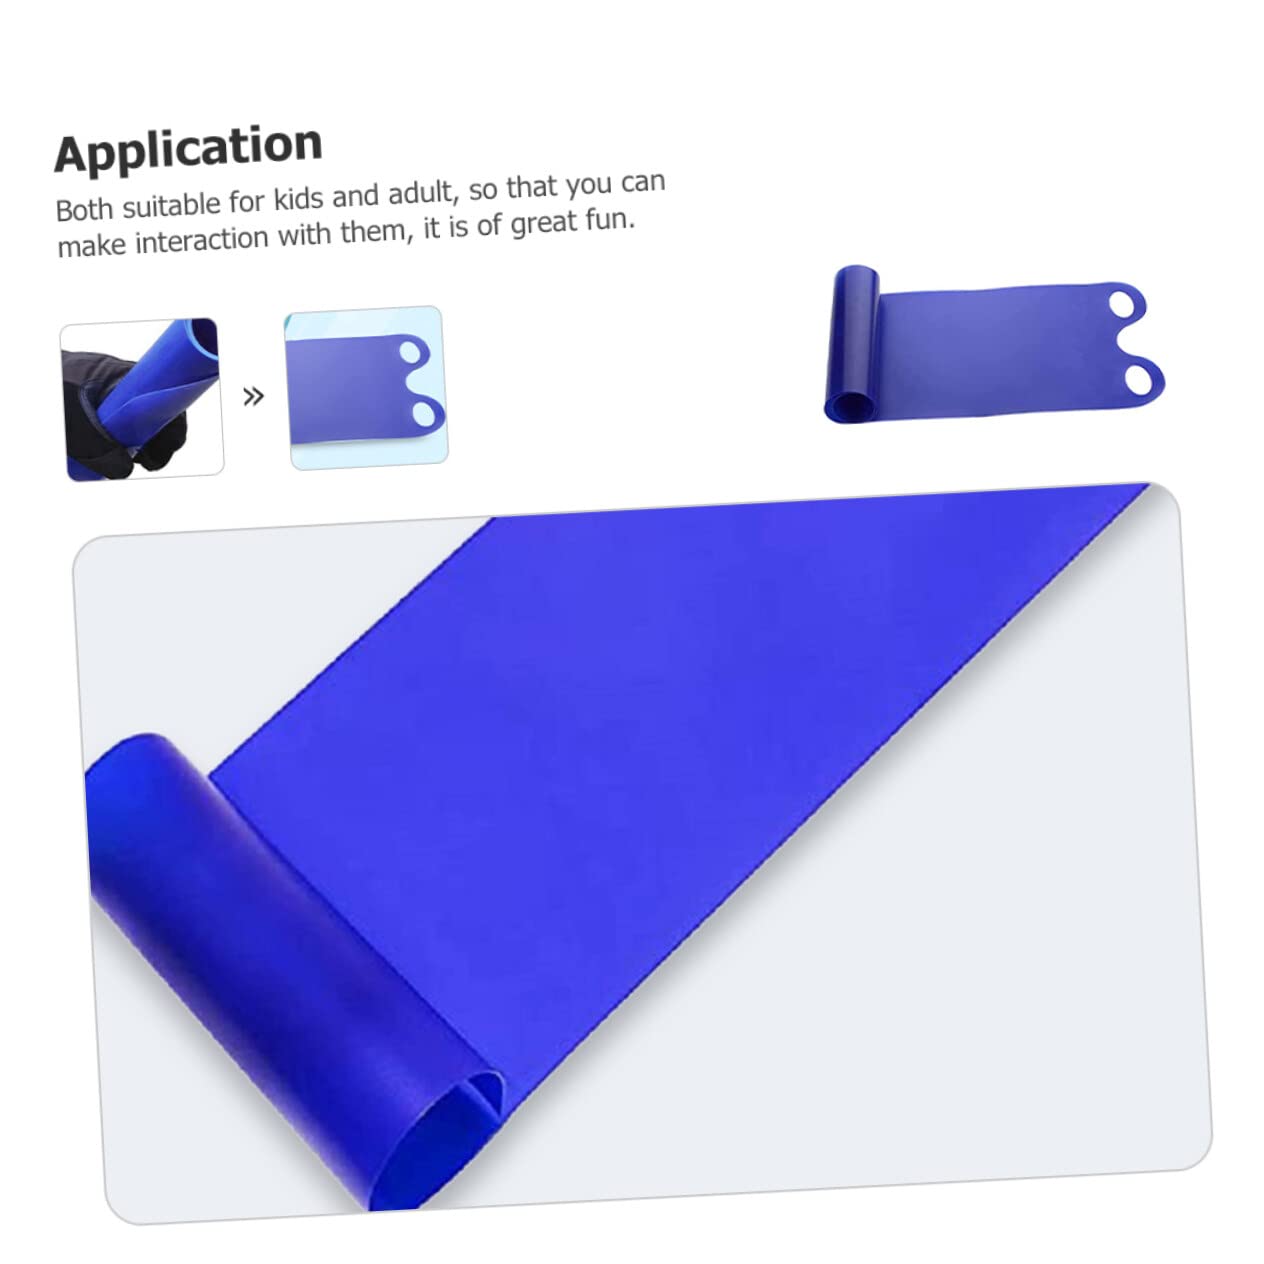 Application
Both suitable for kids and adult, so that you can
make interaction with them, it is of great fun.
»